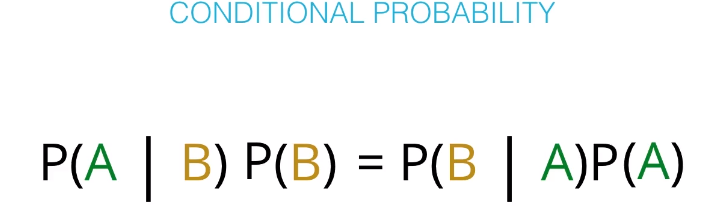 CONDITIONAL PROBABILITY
P(A | B) P(B) = P(B | A)P(A)